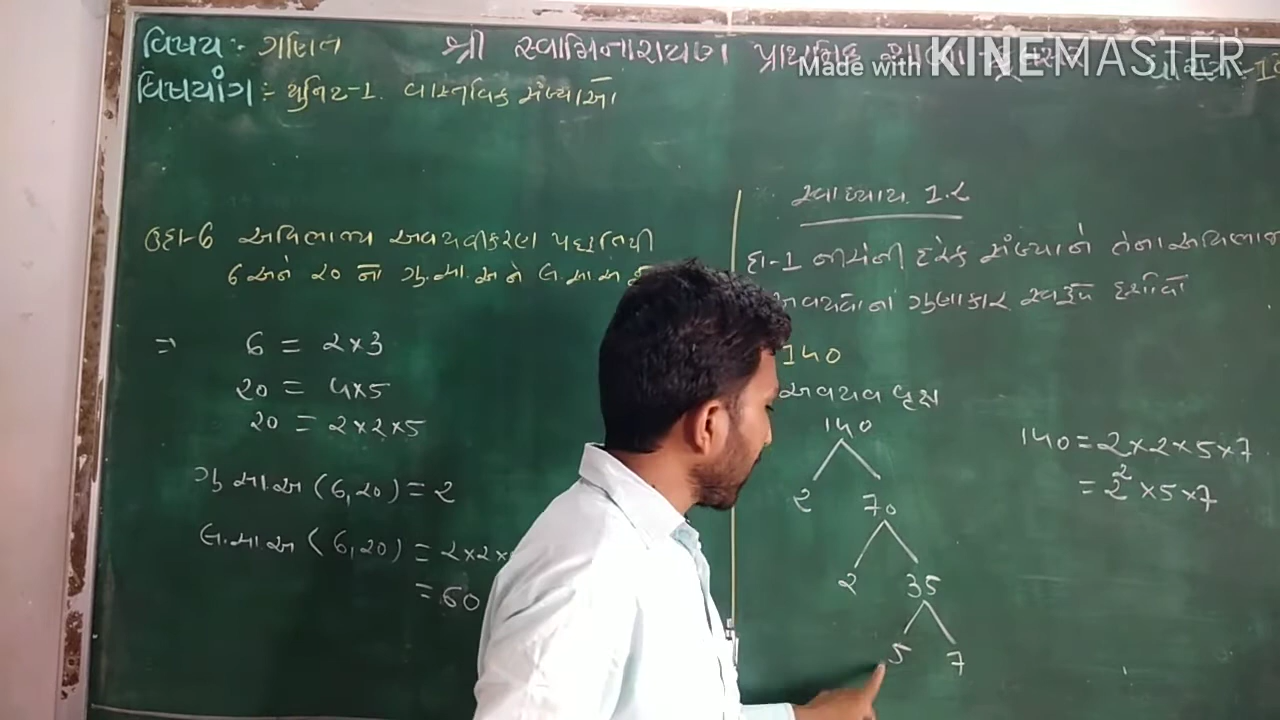 વિષય:- ગણિત
શ્રી સ્વામિનારાયણ પ્રાથમિક શાળા
Made with KINEMASTER
વિષયાંગ:- યુનિટ-1. વાસ્તવિક સંખ્યાઓ
ઉદા-6 અવિભાજ્ય અવયવીકરણ પદ્ધતિથી
6 અને 20 નો ગુ.સા.અ ને લ.સા.અ
⇒ 6 = 2×3
20 = 4×5
20 = 2×2×5
ગુ સા.અ (6,20) = 2
લ.સા.અ (6,20) = 2×2×
= 60
સ્વાધ્યાય 1.2
દા-1 નીચેની દરેક સંખ્યાને તેના અવિભાજ
અવયવોના ગુણાકાર સ્વરૂપે દર્શાવો
140
અવયવ વૃક્ષ
140
2 70
2 35
5 7
140 = 2×2×5×7
= 2² ×5×7